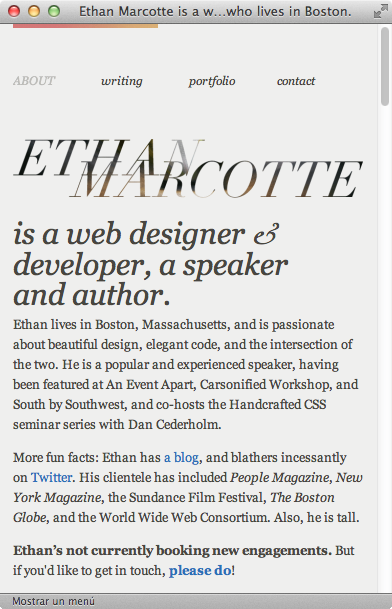 Ethan Marcotte is a w...who lives in Boston.
ABOUT writing portfolio contact
ETHAN
MARCOTTE
is a web designer &
developer, a speaker
and author.
Ethan lives in Boston, Massachusetts, and is passionate
about beautiful design, elegant code, and the intersection of
the two. He is a popular and experienced speaker, having
been featured at An Event Apart, Carsonified Workshop, and
South by Southwest, and co-hosts the Handcrafted CSS
seminar series with Dan Cederholm.
More fun facts: Ethan has a blog, and blathers incessantly
on Twitter. His clientele has included People Magazine, New
York Magazine, the Sundance Film Festival, The Boston
Globe, and the World Wide Web Consortium. Also, he is tall.
Ethan's not currently booking new engagements. But
if you'd like to get in touch, please do!
Mostrar un menú